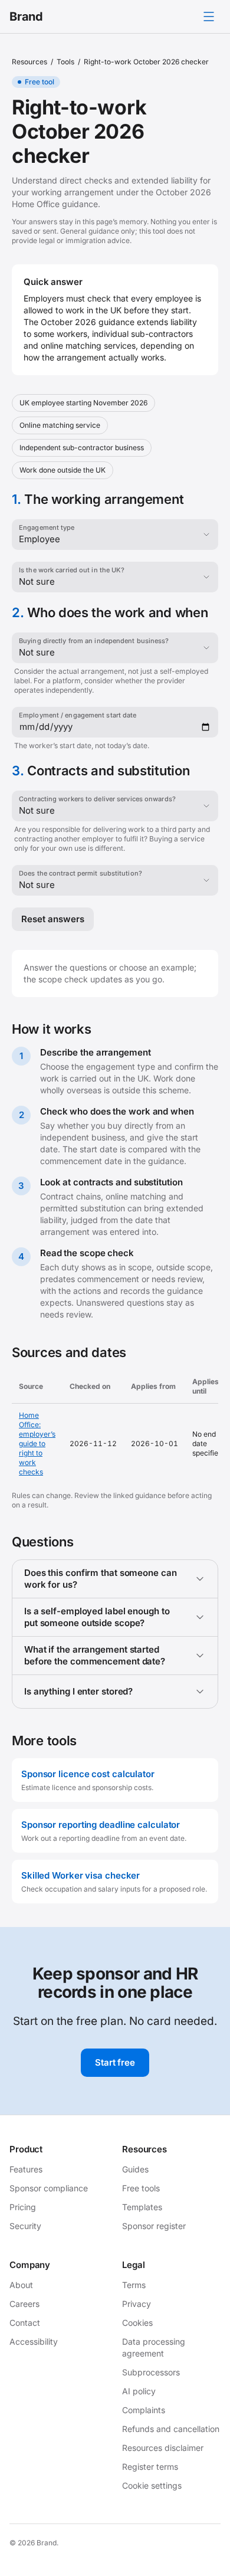 Brand
Resources / Tools / Right-to-work October 2026 checker
Free tool
Right-to-work
October 2026
checker
Understand direct checks and extended liability for
your working arrangement under the October 2026
Home Office guidance.
Your answers stay in this page's memory. Nothing you enter is
saved or sent. General guidance only; this tool does not
provide legal or immigration advice.
Quick answer
Employers must check that every employee is
allowed to work in the UK before they start.
The October 2026 guidance extends liability
to some workers, individual sub-contractors
and online matching services, depending on
how the arrangement actually works.
UK employee starting November 2026
Online matching service
Independent sub-contractor business
Work done outside the UK
1. The working arrangement
Engagement type
Employee
Is the work carried out in the UK?
Not sure
2. Who does the work and when
Buying directly from an independent business?
Not sure
Consider the actual arrangement, not just a self-employed
label. For a platform, consider whether the provider
operates independently.
Employment / engagement start date
mm/dd/yyyy
The worker's start date, not today's date.
3. Contracts and substitution
Contracting workers to deliver services onwards?
Not sure
Are you responsible for delivering work to a third party and
contracting another employer to fulfil it? Buying a service
only for your own use is different.
Does the contract permit substitution?
Not sure
Reset answers
Answer the questions or choose an example;
the scope check updates as you go.
How it works
1
Describe the arrangement
Choose the engagement type and confirm the
work is carried out in the UK. Work done
wholly overseas is outside this scheme.
2
Check who does the work and when
Say whether you buy directly from an
independent business, and give the start
date. The start date is compared with the
commencement date in the guidance.
3
Look at contracts and substitution
Contract chains, online matching and
permitted substitution can bring extended
liability, judged from the date that
arrangement was entered into.
4
Read the scope check
Each duty shows as in scope, outside scope,
predates commencement or needs review,
with the actions and records the guidance
expects. Unanswered questions stay as
needs review.
Sources and dates
Source Checked on Applies from Applies until
Home Office: employer's guide to right to work checks 2026-11-12 2026-10-01 No end date specifie
Rules can change. Review the linked guidance before acting
on a result.
Questions
Does this confirm that someone can
work for us?
Is a self-employed label enough to
put someone outside scope?
What if the arrangement started
before the commencement date?
Is anything I enter stored?
More tools
Sponsor licence cost calculator
Estimate licence and sponsorship costs.
Sponsor reporting deadline calculator
Work out a reporting deadline from an event date.
Skilled Worker visa checker
Check occupation and salary inputs for a proposed role.
Keep sponsor and HR
records in one place
Start on the free plan. No card needed.
Start free
Product
Features
Sponsor compliance
Pricing
Security
Resources
Guides
Free tools
Templates
Sponsor register
Company
About
Careers
Contact
Accessibility
Legal
Terms
Privacy
Cookies
Data processing
agreement
Subprocessors
AI policy
Complaints
Refunds and cancellation
Resources disclaimer
Register terms
Cookie settings
© 2026 Brand.